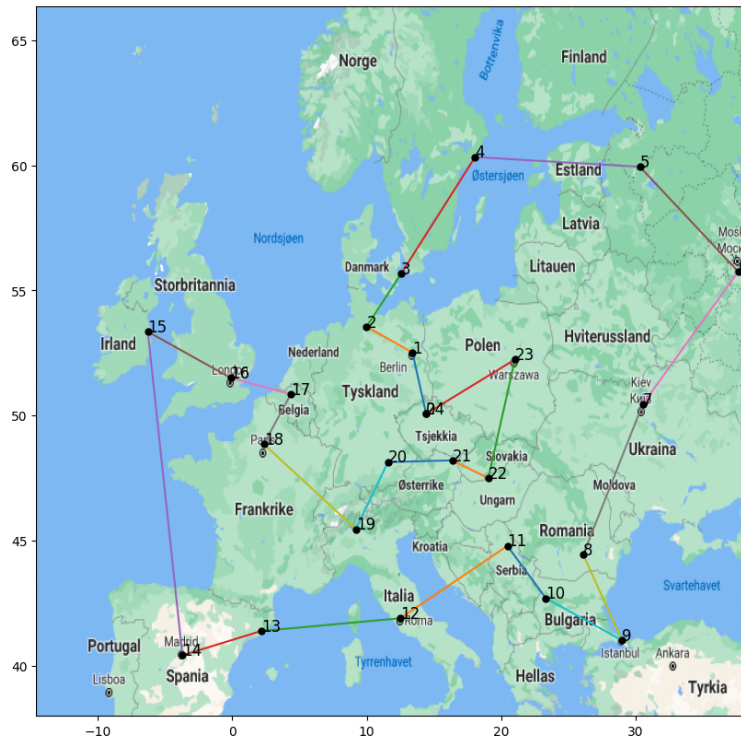 65
60
55
50
45
40
−10
0
10
20
30
Norge
Bottenvika
Finland
4
5
Østersjøen
Estland
Nordsjøen
Latvia
Danmark
3
Storbritannia
Litauen
15
2
Irland
Nederland
1
Polen
23
Hviterussland
London
16
Berlin
Warszawa
17
Tyskland
Belgia
24
Kiev
7
Київ
18
Paris
Tsjekkia
Ukraina
20
21
Slovakia
22
Østerrike
Moldova
Frankrike
Ungarn
19
Romania
Kroatia
11
8
Serbia
Svartehavet
10
Italia
12
Roma
Bulgaria
13
9
Portugal
Madrid
14
Istanbul
Ankara
Lisboa
Spania
Tyrrenhavet
Hellas
Tyrkia